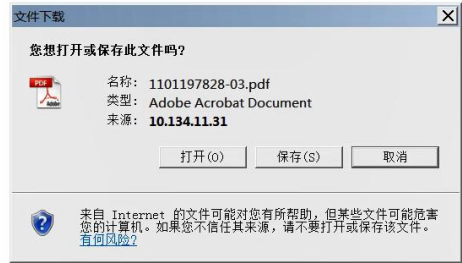 文件下载
您想打开或保存此文件吗?
PDF
Adobe
名称: 1101197828-03.pdf
类型: Adobe Acrobat Document
来源: 10.134.11.31
打开(O) 保存(S) 取消
来自 Internet 的文件可能对您有所帮助，但某些文件可能危害
您的计算机。如果您不信任其来源，请不要打开或保存该文件。
有何风险?